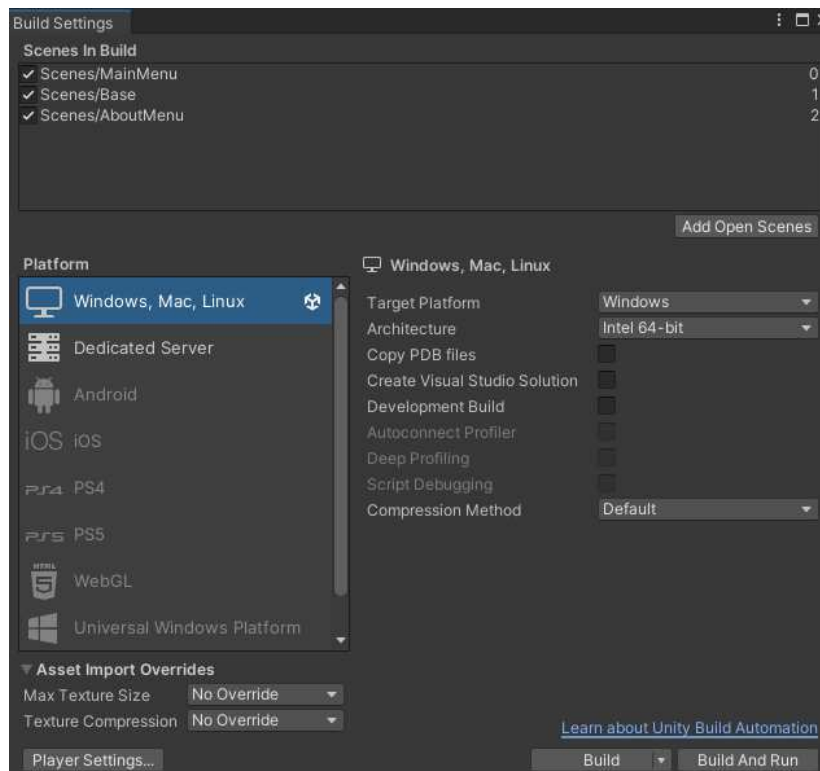 Build Settings
Scenes In Build
Scenes/MainMenu 0
Scenes/Base 1
Scenes/AboutMenu 2
Add Open Scenes
Platform
Windows, Mac, Linux
Dedicated Server
Android
iOS iOS
PS4 PS4
PS5 PS5
HTML 5 WebGL
Universal Windows Platform
Windows, Mac, Linux
Target Platform Windows
Architecture Intel 64-bit
Copy PDB files
Create Visual Studio Solution
Development Build
Autoconnect Profiler
Deep Profiling
Script Debugging
Compression Method Default
Asset Import Overrides
Max Texture Size No Override
Texture Compression No Override
Learn about Unity Build Automation
Player Settings...
Build
Build And Run